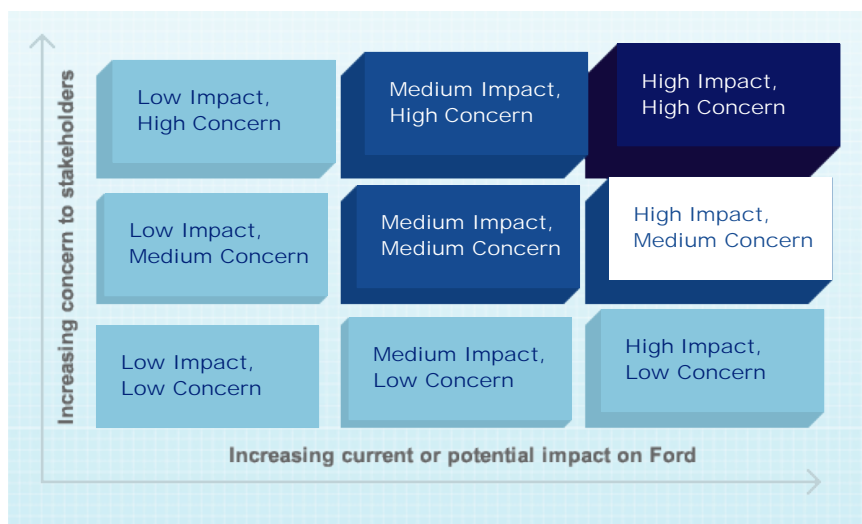 Increasing concern to stakeholders
Low Impact,
High Concern
Medium Impact,
High Concern
High Impact,
High Concern
Low Impact,
Medium Concern
Medium Impact,
Medium Concern
High Impact,
Medium Concern
Low Impact,
Low Concern
Medium Impact,
Low Concern
High Impact,
Low Concern
Increasing current or potential impact on Ford